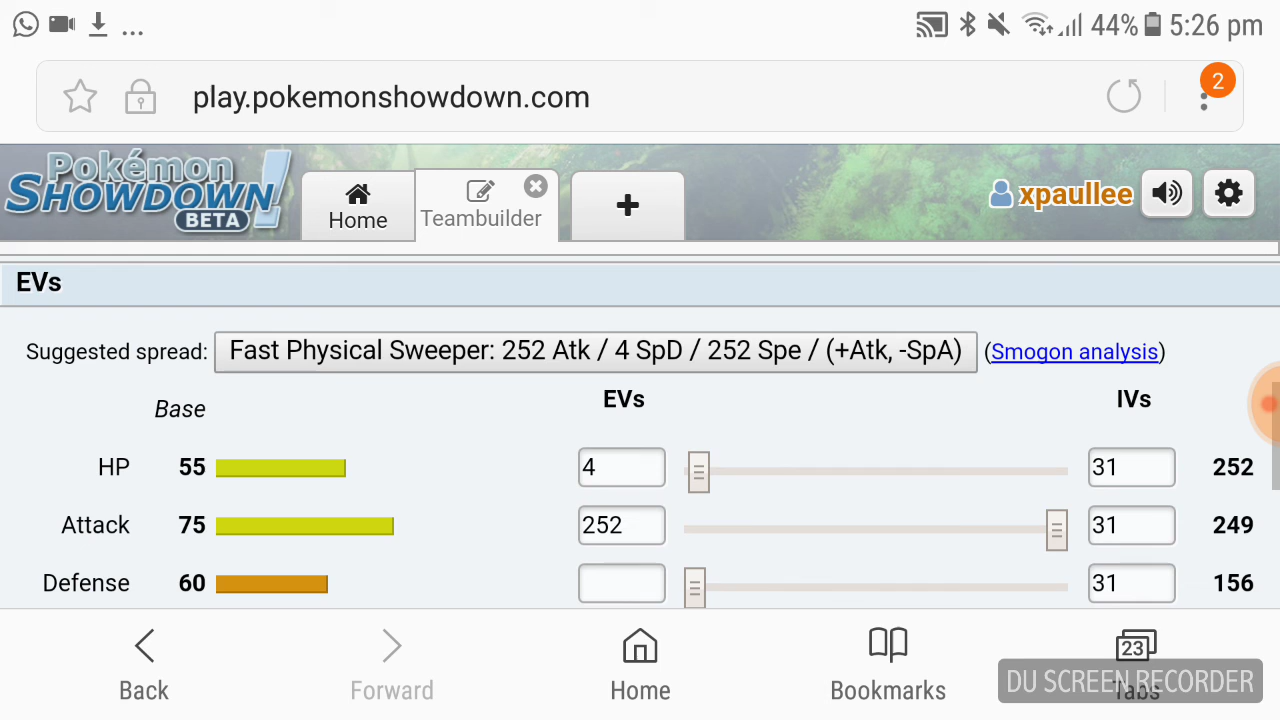 ... 44% 5:26 pm
play.pokemonshowdown.com 2
Pokémon
SHOWDOWN!
BETA
Home
Teambuilder
+
xpaullee
EVs
Suggested spread: Fast Physical Sweeper: 252 Atk / 4 SpD / 252 Spe / (+Atk, -SpA) (Smogon analysis)
Base EVs IVs
HP 55 4 31 252
Attack 75 252 31 249
Defense 60 31 156
23
Back Forward Home Bookmarks Tabs
DU SCREEN RECORDER